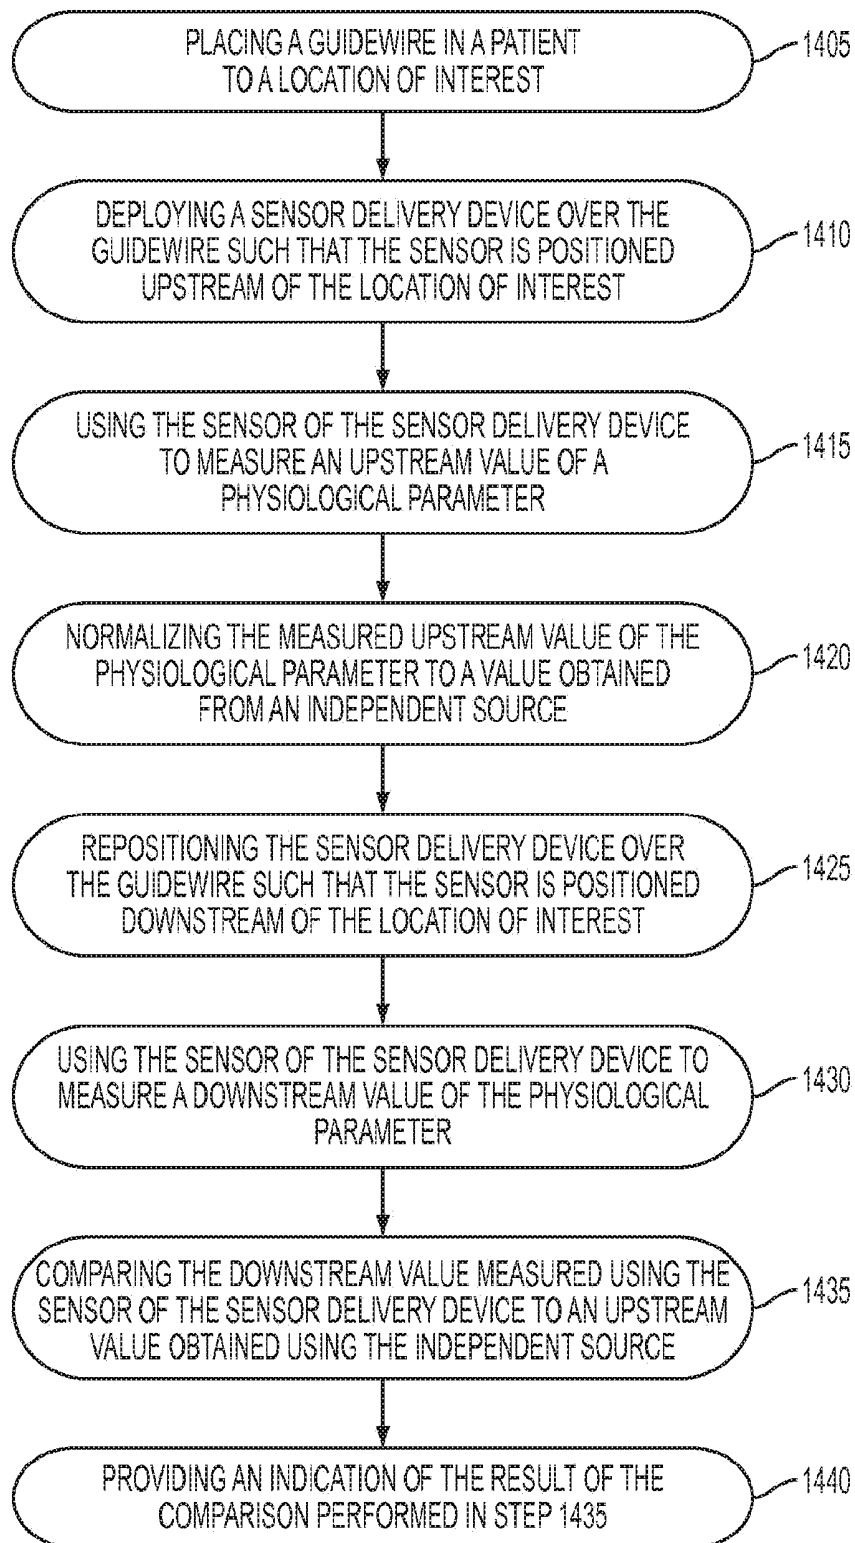 PLACING A GUIDEWIRE IN A PATIENT
TO A LOCATION OF INTEREST
1405
DEPLOYING A SENSOR DELIVERY DEVICE OVER THE
GUIDEWIRE SUCH THAT THE SENSOR IS POSITIONED
UPSTREAM OF THE LOCATION OF INTEREST
1410
USING THE SENSOR OF THE SENSOR DELIVERY DEVICE
TO MEASURE AN UPSTREAM VALUE OF A
PHYSIOLOGICAL PARAMETER
1415
NORMALIZING THE MEASURED UPSTREAM VALUE OF THE
PHYSIOLOGICAL PARAMETER TO A VALUE OBTAINED
FROM AN INDEPENDENT SOURCE
1420
REPOSITIONING THE SENSOR DELIVERY DEVICE OVER
THE GUIDEWIRE SUCH THAT THE SENSOR IS POSITIONED
DOWNSTREAM OF THE LOCATION OF INTEREST
1425
USING THE SENSOR OF THE SENSOR DELIVERY DEVICE TO
MEASURE A DOWNSTREAM VALUE OF THE PHYSIOLOGICAL
PARAMETER
1430
COMPARING THE DOWNSTREAM VALUE MEASURED USING THE
SENSOR OF THE SENSOR DELIVERY DEVICE TO AN UPSTREAM
VALUE OBTAINED USING THE INDEPENDENT SOURCE
1435
PROVIDING AN INDICATION OF THE RESULT OF THE
COMPARISON PERFORMED IN STEP 1435
1440